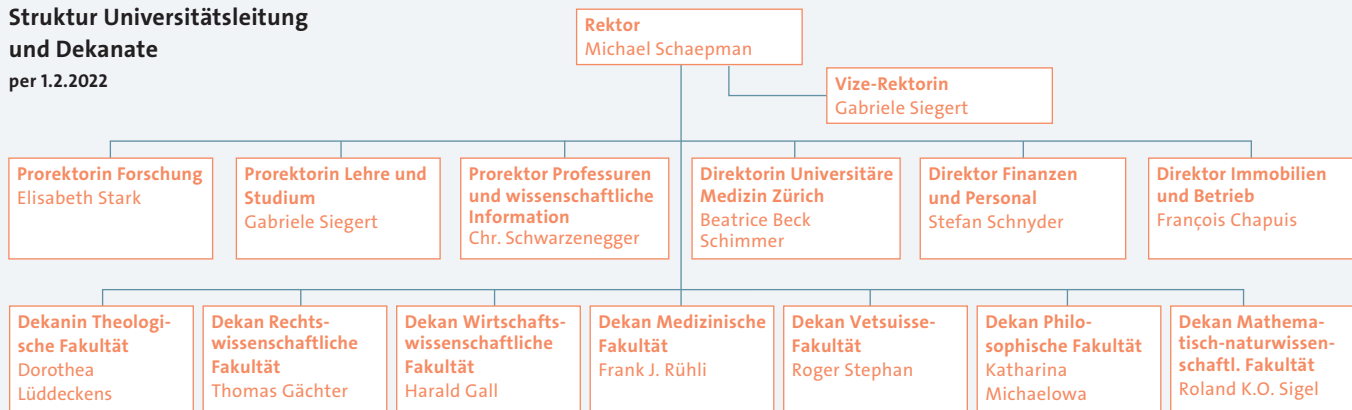 Struktur Universitätsleitung
und Dekanate
per 1.2.2022
Rektor
Michael Schaepman
Vize-Rektorin
Gabriele Siegert
Prorektorin Forschung
Elisabeth Stark
Prorektorin Lehre und
Studium
Gabriele Siegert
Prorektor Professuren
und wissenschaftliche
Information
Chr. Schwarzenegger
Direktorin Universitäre
Medizin Zürich
Beatrice Beck
Schimmer
Direktor Finanzen
und Personal
Stefan Schnyder
Direktor Immobilien
und Betrieb
François Chapuis
Dekanin Theologi-
sche Fakultät
Dorothea
Lüddeckens
Dekan Rechts-
wissenschaftliche
Fakultät
Thomas Gächter
Dekan Wirtschafts-
wissenschaftliche
Fakultät
Harald Gall
Dekan Medizinische
Fakultät
Frank J. Rühli
Dekan Vetsuisse-
Fakultät
Roger Stephan
Dekan Philo-
sophische Fakultät
Katharina
Michaelowa
Dekan Mathema-
tisch-naturwissen-
schaftl. Fakultät
Roland K.O. Sigel